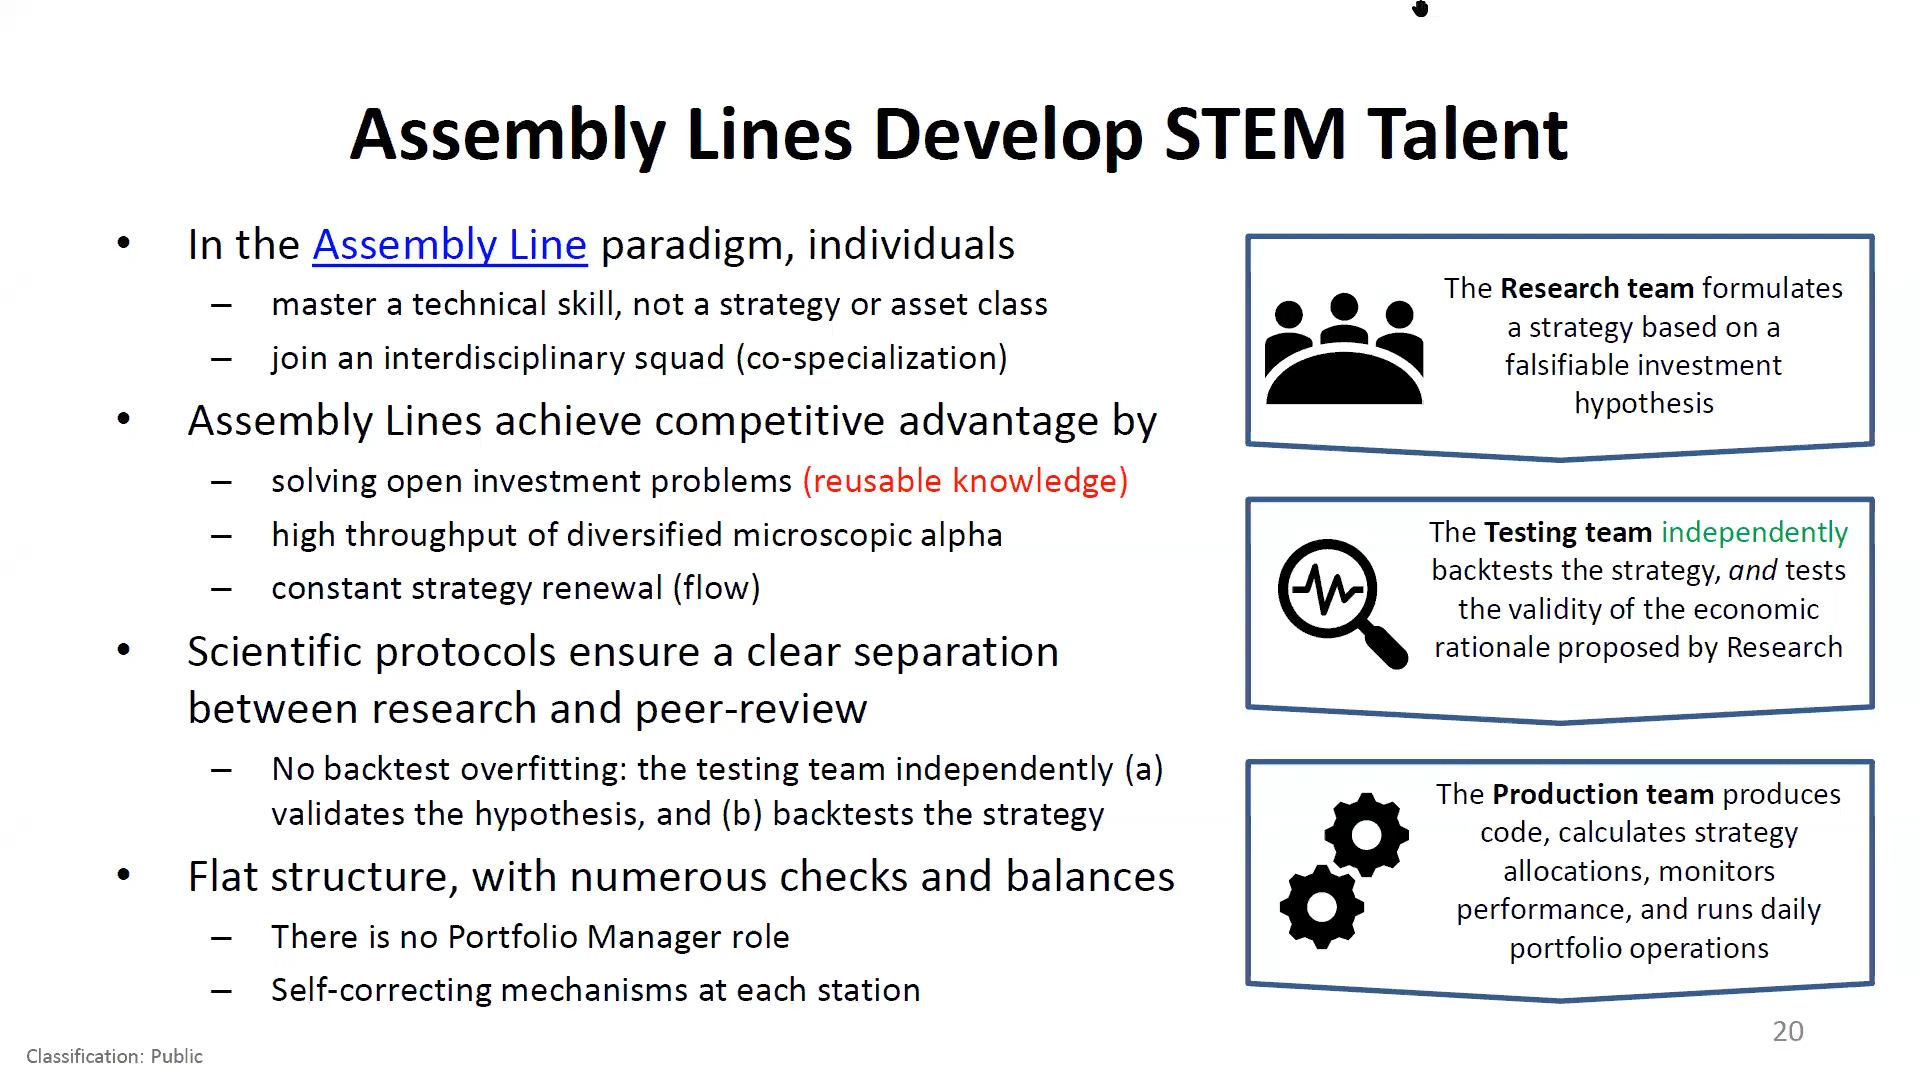 Assembly Lines Develop STEM Talent
• In the Assembly Line paradigm, individuals
– master a technical skill, not a strategy or asset class
– join an interdisciplinary squad (co-specialization)
• Assembly Lines achieve competitive advantage by
– solving open investment problems (reusable knowledge)
– high throughput of diversified microscopic alpha
– constant strategy renewal (flow)
• Scientific protocols ensure a clear separation
between research and peer-review
– No backtest overfitting: the testing team independently (a)
validates the hypothesis, and (b) backtests the strategy
• Flat structure, with numerous checks and balances
– There is no Portfolio Manager role
– Self-correcting mechanisms at each station
The Research team formulates
a strategy based on a
falsifiable investment
hypothesis
The Testing team independently
backtests the strategy, and tests
the validity of the economic
rationale proposed by Research
The Production team produces
code, calculates strategy
allocations, monitors
performance, and runs daily
portfolio operations
20
Classification: Public